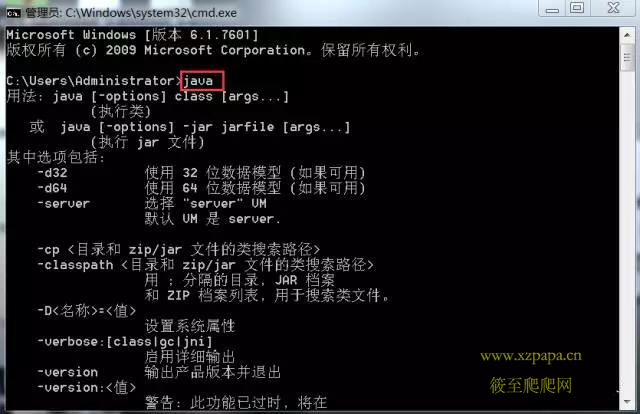 管理员: C:\Windows\system32\cmd.exe
Microsoft Windows [版本 6.1.7601]
版权所有 (c) 2009 Microsoft Corporation。保留所有权利。
C:\Users\Administrator>java
用法: java [-options] class [args...]
(执行类)
或 java [-options] -jar jarfile [args...]
(执行 jar 文件)
其中选项包括:
-d32 使用 32 位数据模型 (如果可用)
-d64 使用 64 位数据模型 (如果可用)
-server 选择 "server" VM
默认 VM 是 server.
-cp <目录和 zip/jar 文件的类搜索路径>
-classpath <目录和 zip/jar 文件的类搜索路径>
用 ; 分隔的目录, JAR 档案
和 ZIP 档案列表, 用于搜索类文件。
-D<名称>=<值>
设置系统属性
-verbose:[class|gc|jni]
启用详细输出
-version 输出产品版本并退出
-version:<值>
警告: 此功能已过时, 将在
www.xzpapa.cn
筱至爬爬网